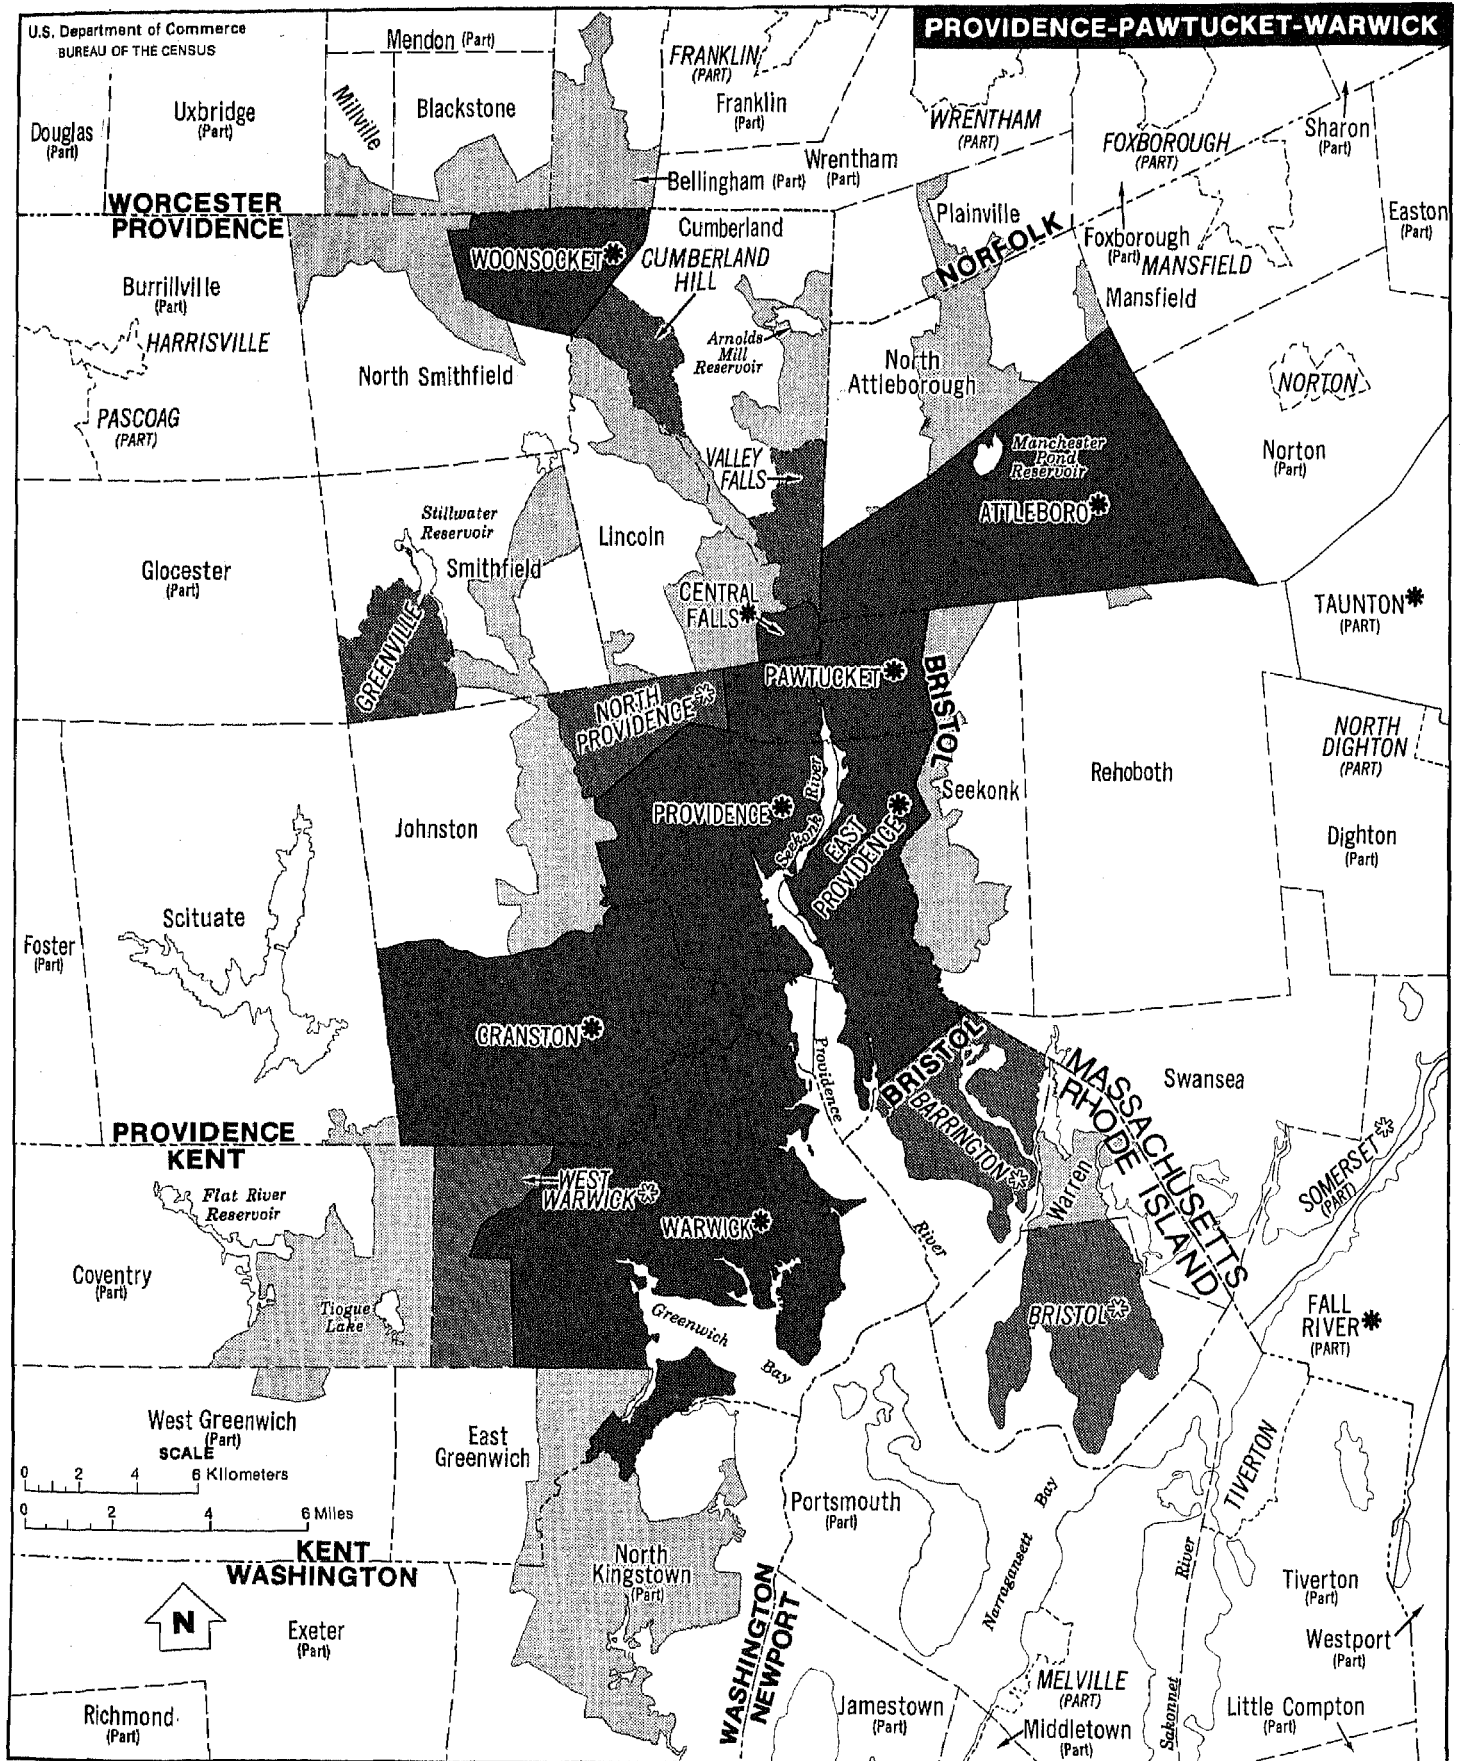 U.S. Department of Commerce
BUREAU OF THE CENSUS
PROVIDENCE-PAWTUCKET-WARWICK
Mendon (Part)
FRANKLIN
(PART)
Franklin
(Part)
Douglas
(Part)
Uxbridge
(Part)
Millville
Blackstone
WRENTHAM
(PART)
FOXBOROUGH
(PART)
Sharon
(Part)
Wrentham
(Part)
Bellingham (Part)
WORCESTER
PROVIDENCE
Plainville
NORFOLK
Foxborough
(Part)
MANSFIELD
Mansfield
Easton
(Part)
Cumberland
WOONSOCKET*
CUMBERLAND
HILL
Burrillville
(Part)
HARRISVILLE
PASCOAG
(PART)
North Smithfield
Arnolds
Mill
Reservoir
North
Attleborough
NORTON
Norton
(Part)
Manchester
Pond
Reservoir
ATTLEBORO*
VALLEY
FALLS
Stillwater
Reservoir
Smithfield
Lincoln
Glocester
(Part)
GREENVILLE
CENTRAL
FALLS*
TAUNTON*
(PART)
PAWTUCKET*
NORTH
PROVIDENCE*
BRISTOL
NORTH
DIGHTON
(PART)
Rehoboth
Seekonk
Dighton
(Part)
PROVIDENCE*
Seekonk River
EAST
PROVIDENCE*
Johnston
Scituate
Foster
(Part)
CRANSTON*
Providence
River
BRISTOL
BARRINGTON*
MASSACHUSETTS
RHODE ISLAND
Swansea
SOMERSET*
(PART)
PROVIDENCE
KENT
Flat River
Reservoir
WEST
WARWICK*
WARWICK*
Warren
Coventry
(Part)
Tiogue
Lake
Greenwich
Bay
BRISTOL*
FALL
RIVER*
(PART)
West Greenwich
(Part)
SCALE
0 2 4 6 Kilometers
0 2 4 6 Miles
East
Greenwich
Portsmouth
(Part)
Narragansett
Bay
TIVERTON
KENT
WASHINGTON
North
Kingstown
(Part)
WASHINGTON
NEWPORT
Tiverton
(Part)
Westport
(Part)
N
Exeter
(Part)
Richmond
(Part)
Jamestown
(Part)
MELVILLE
(PART)
Middletown
(Part)
Sakonnet
River
Little Compton
(Part)